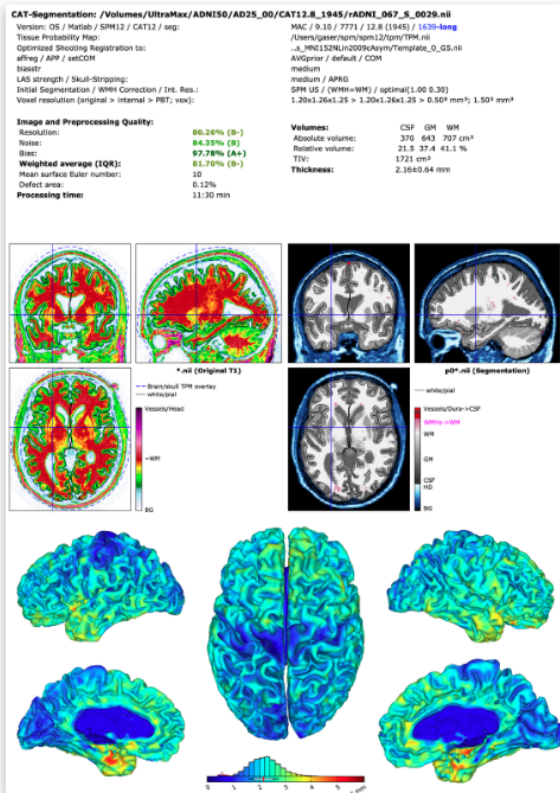 CAT-Segmentation: /Volumes/UltraMax/ADNI50/AD25_00/CAT12.8_1945/rADNI_067_S_0029.nii
Version: OS / Matlab / SPM12 / CAT12 / seg: MAC / 9.10 / 7771 / 12.8 (1945) / 1639-long
Tissue Probability Map: /Users/gaser/spm/spm12/tpm/TPM.nii
Optimized Shooting Registration to: ..s_MNI152NLin2009cAsym/Template_0_GS.nii
affreg / APP / setCOM AVGprior / default / COM
biasstr medium
LAS strength / Skull-Stripping: medium / APRG
Initial Segmentation / WMH Correction / Int. Res.: SPM US / (WMH=WM) / optimal(1.00 0.30)
Voxel resolution (original > internal > PBT; vox): 1.20x1.26x1.25 > 1.20x1.26x1.25 > 0.50³ mm³; 1.50³ mm³
Image and Preprocessing Quality:
Resolution: 80.26% (B-)
Noise: 84.35% (B)
Bias: 97.78% (A+)
Weighted average (IQR): 81.70% (B-)
Mean surface Euler number: 10
Defect area: 0.12%
Processing time: 11:30 min
Volumes: CSF GM WM
Absolute volume: 370 643 707 cm³
Relative volume: 21.5 37.4 41.1 %
TIV: 1721 cm³
Thickness: 2.16±0.64 mm
*.nii (Original T1)
Brain/skull TPM overlay
white/pial
Vessels/Head
~WM
BG
p0*.nii (Segmentation)
white/pial
Vessels/Dura->CSF
WMHs->WM
WM
GM
CSF
HD
BG
0 1 2 3 4 5 mm